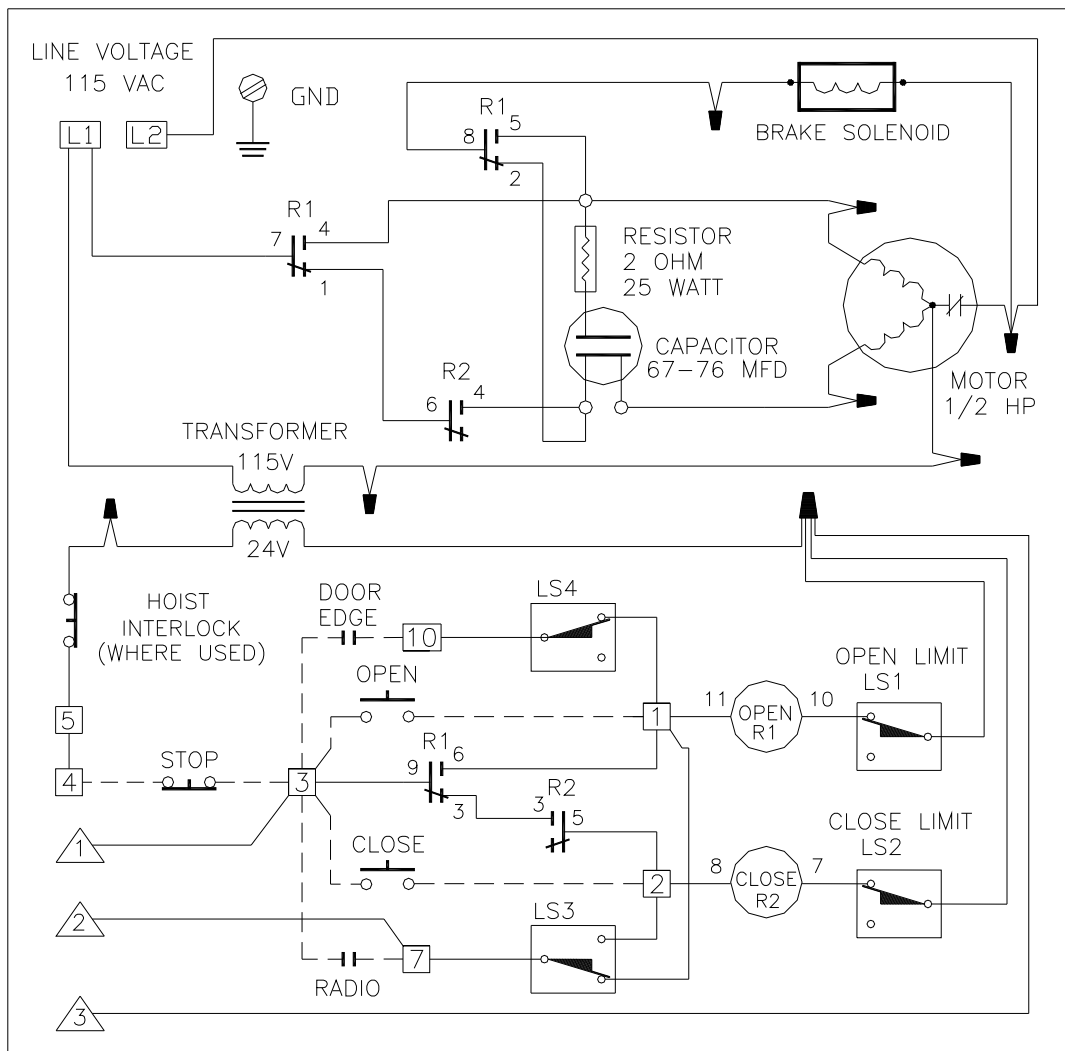 LINE VOLTAGE
115 VAC
L1
L2
GND
R1
5
8
2
BRAKE SOLENOID
R1
4
7
1
RESISTOR
2 OHM
25 WATT
CAPACITOR
67-76 MFD
R2
4
6
MOTOR
1/2 HP
TRANSFORMER
115V
24V
HOIST
INTERLOCK
(WHERE USED)
DOOR
EDGE
10
LS4
OPEN
OPEN LIMIT
LS1
5
1
11
OPEN
R1
10
4
STOP
3
R1
6
9
3
R2
3
5
1
CLOSE
CLOSE LIMIT
LS2
2
8
CLOSE
R2
7
2
LS3
7
RADIO
3